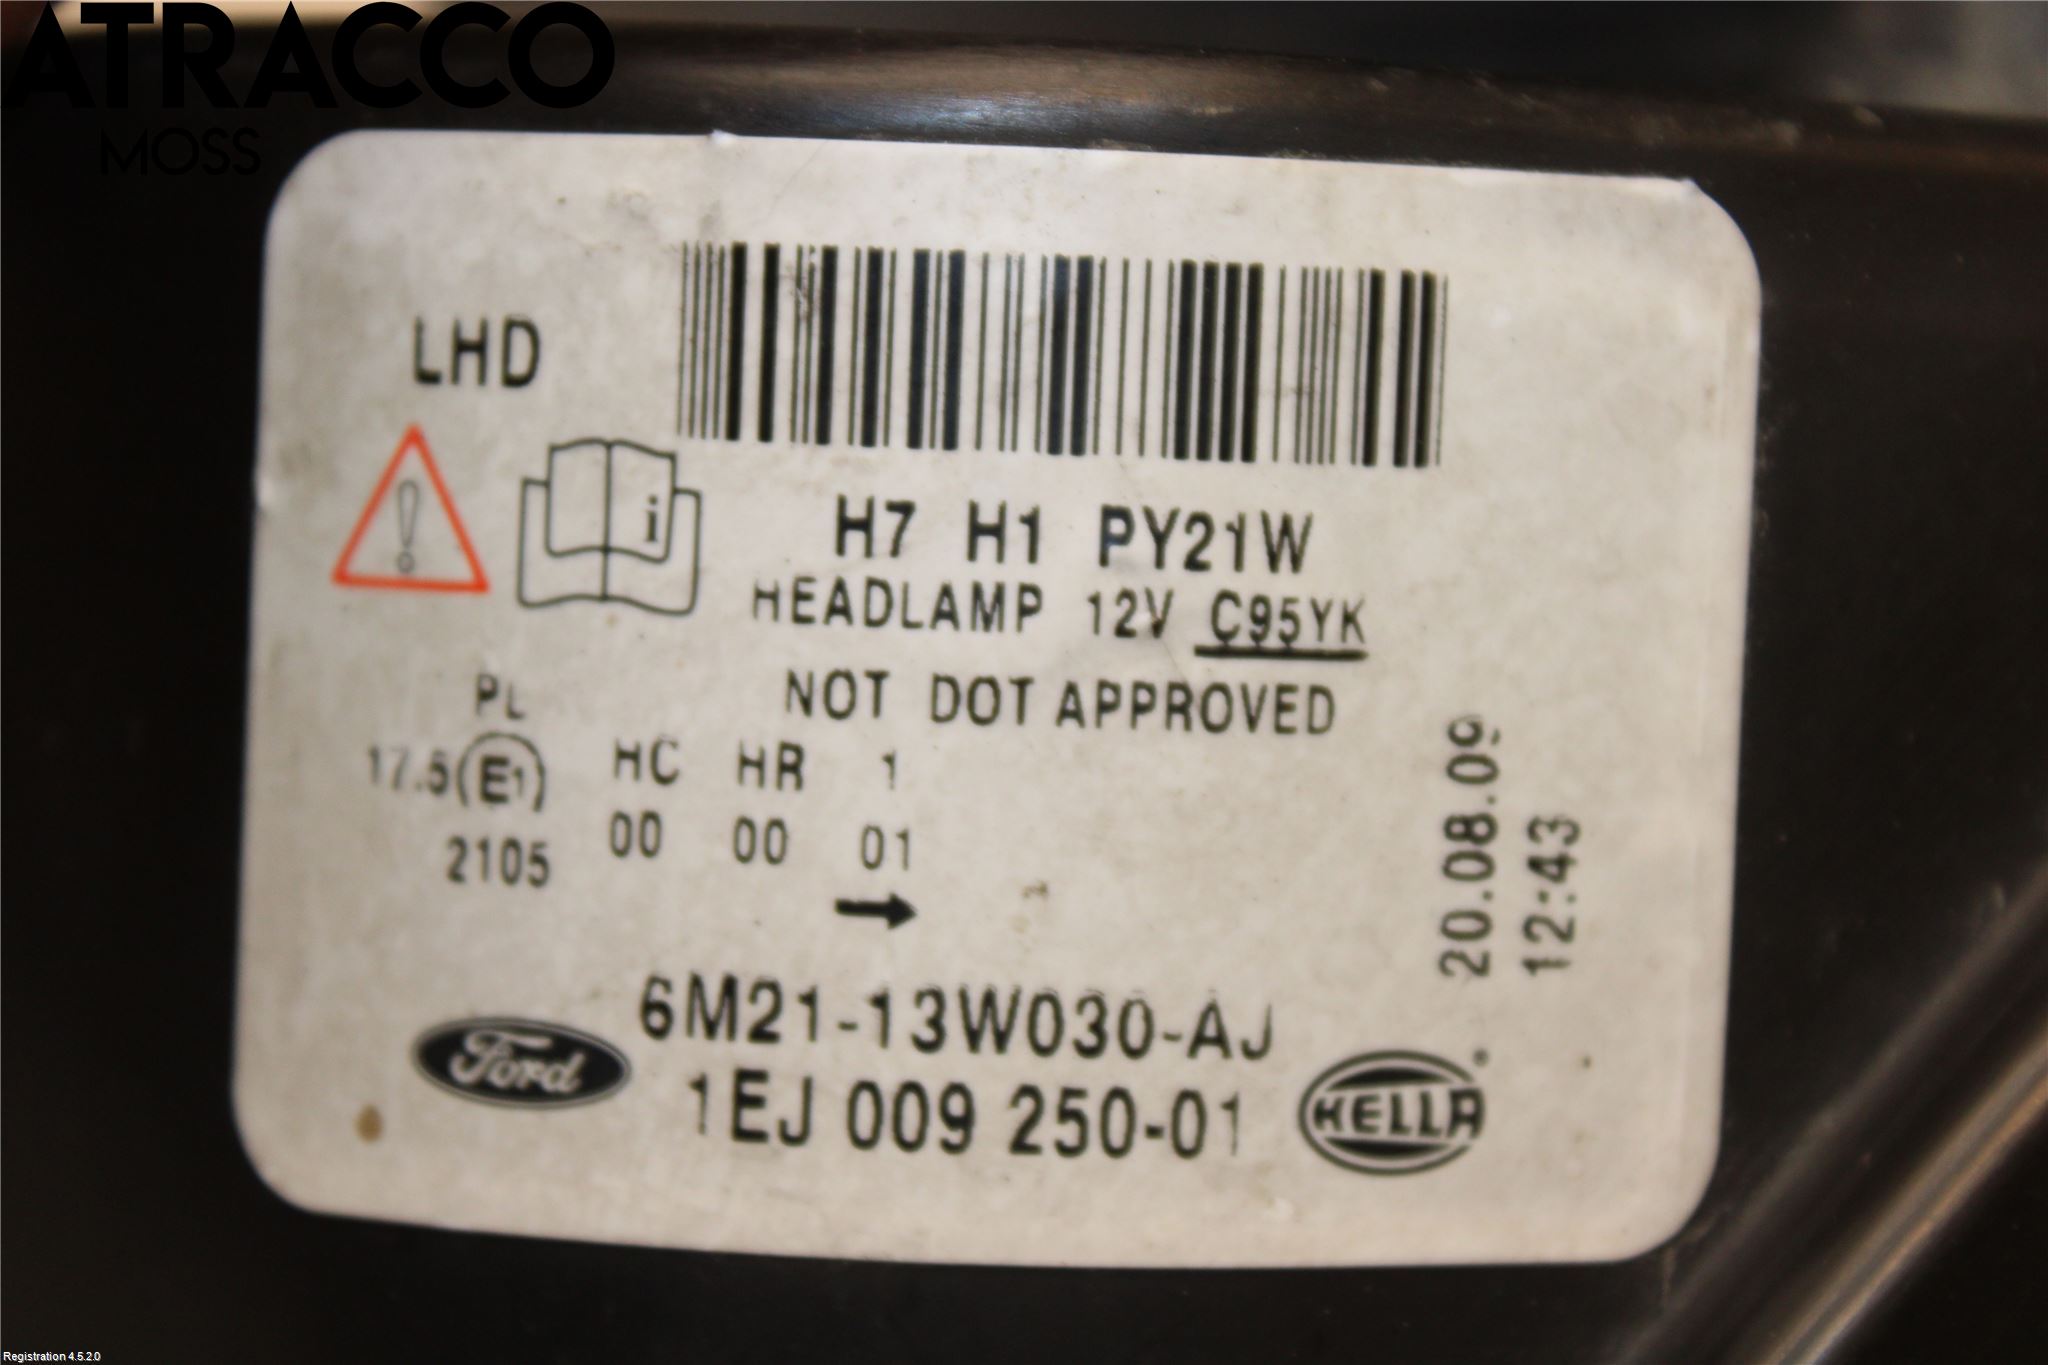 ATRACCO
MOSS
LHD
i
H7 H1 PY21W
HEADLAMP 12V C95YK
NOT DOT APPROVED
PL
17.5 E1 HC HR 1
2105 00 00 01
20.08.09
12:43
6M21-13W030-AJ
Ford
1EJ 009 250-01
HELLA ®
Registration 4.5.2.0